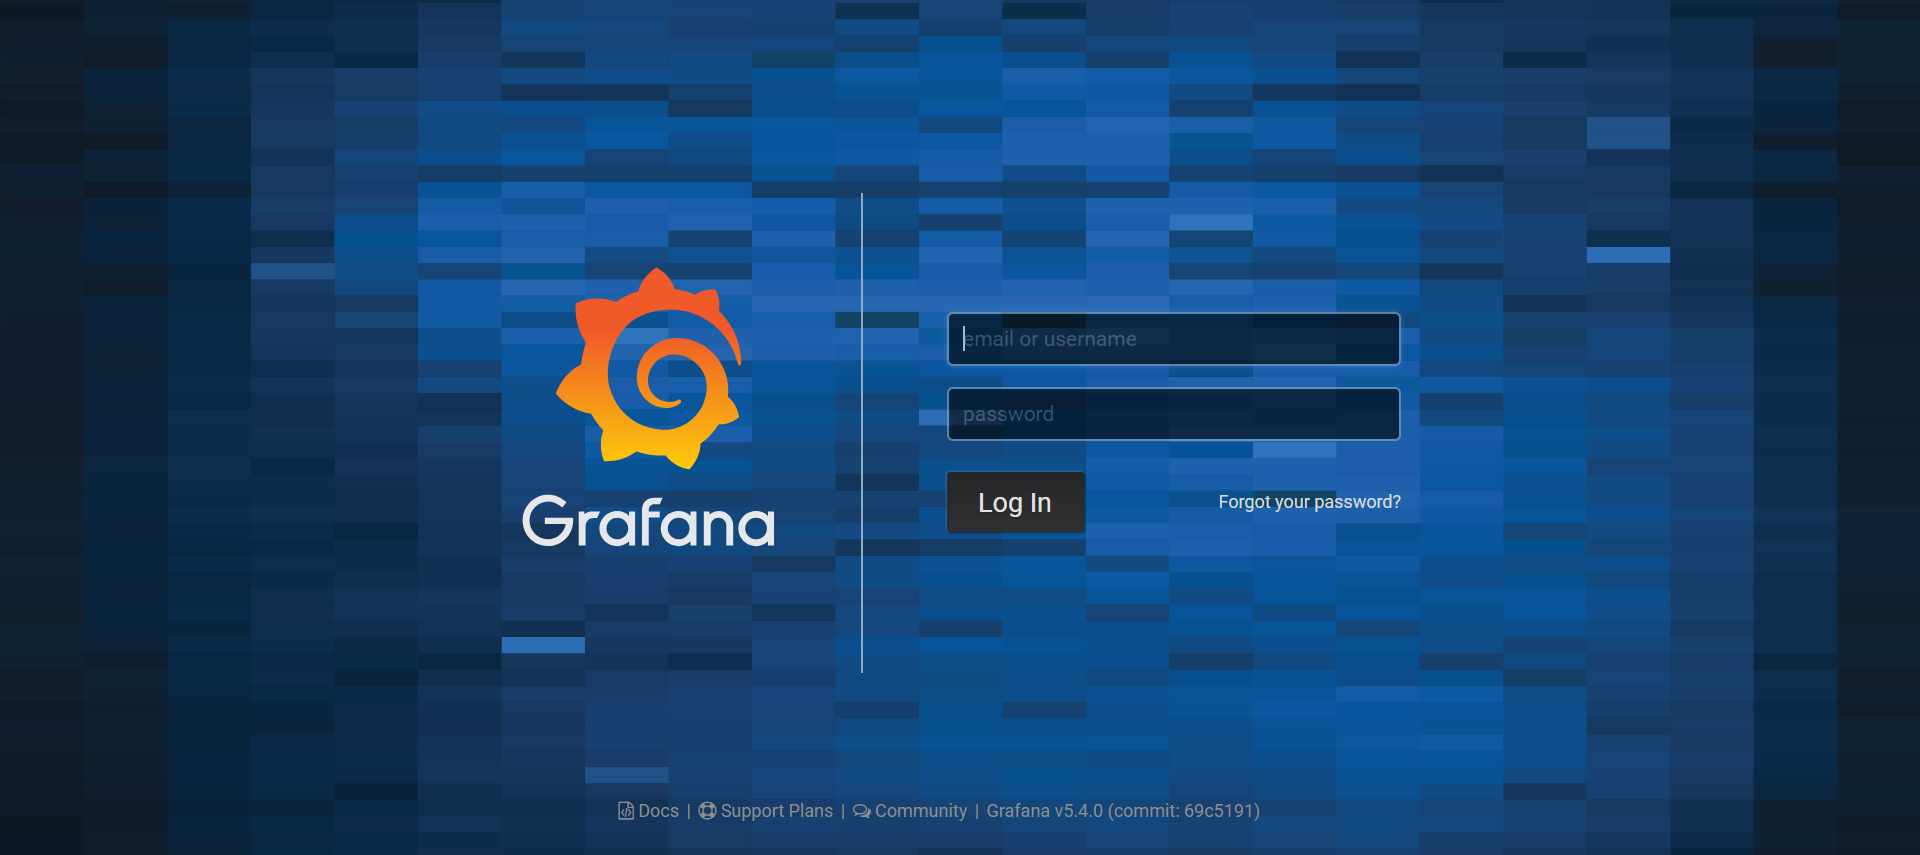 Grafana
email or username
password
Log In
Forgot your password?
Docs | Support Plans | Community | Grafana v5.4.0 (commit: 69c5191)